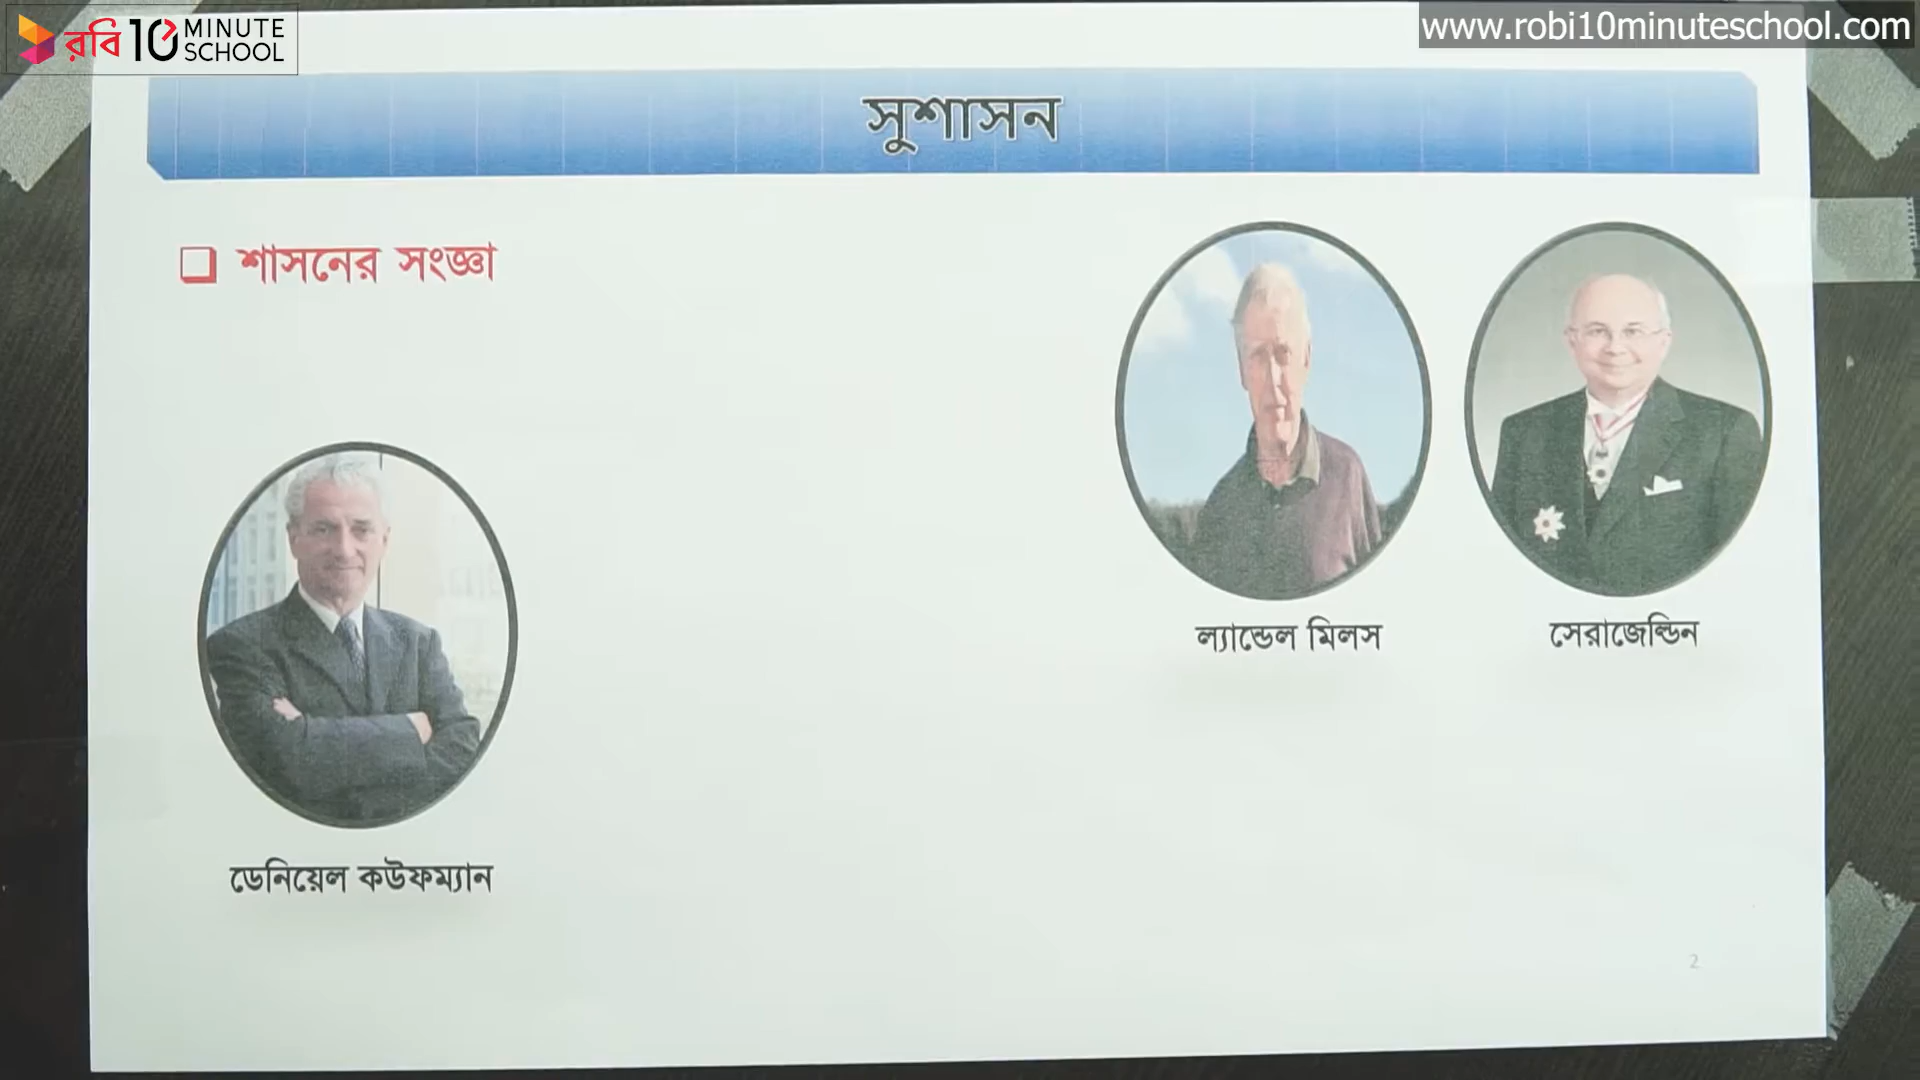 রবি 10 MINUTE SCHOOL
www.robi10minuteschool.com
সুশাসন
শাসনের সংজ্ঞা
ল্যান্ডেল মিলস
সেরাজেল্ডিন
ডেনিয়েল কউফম্যান
2